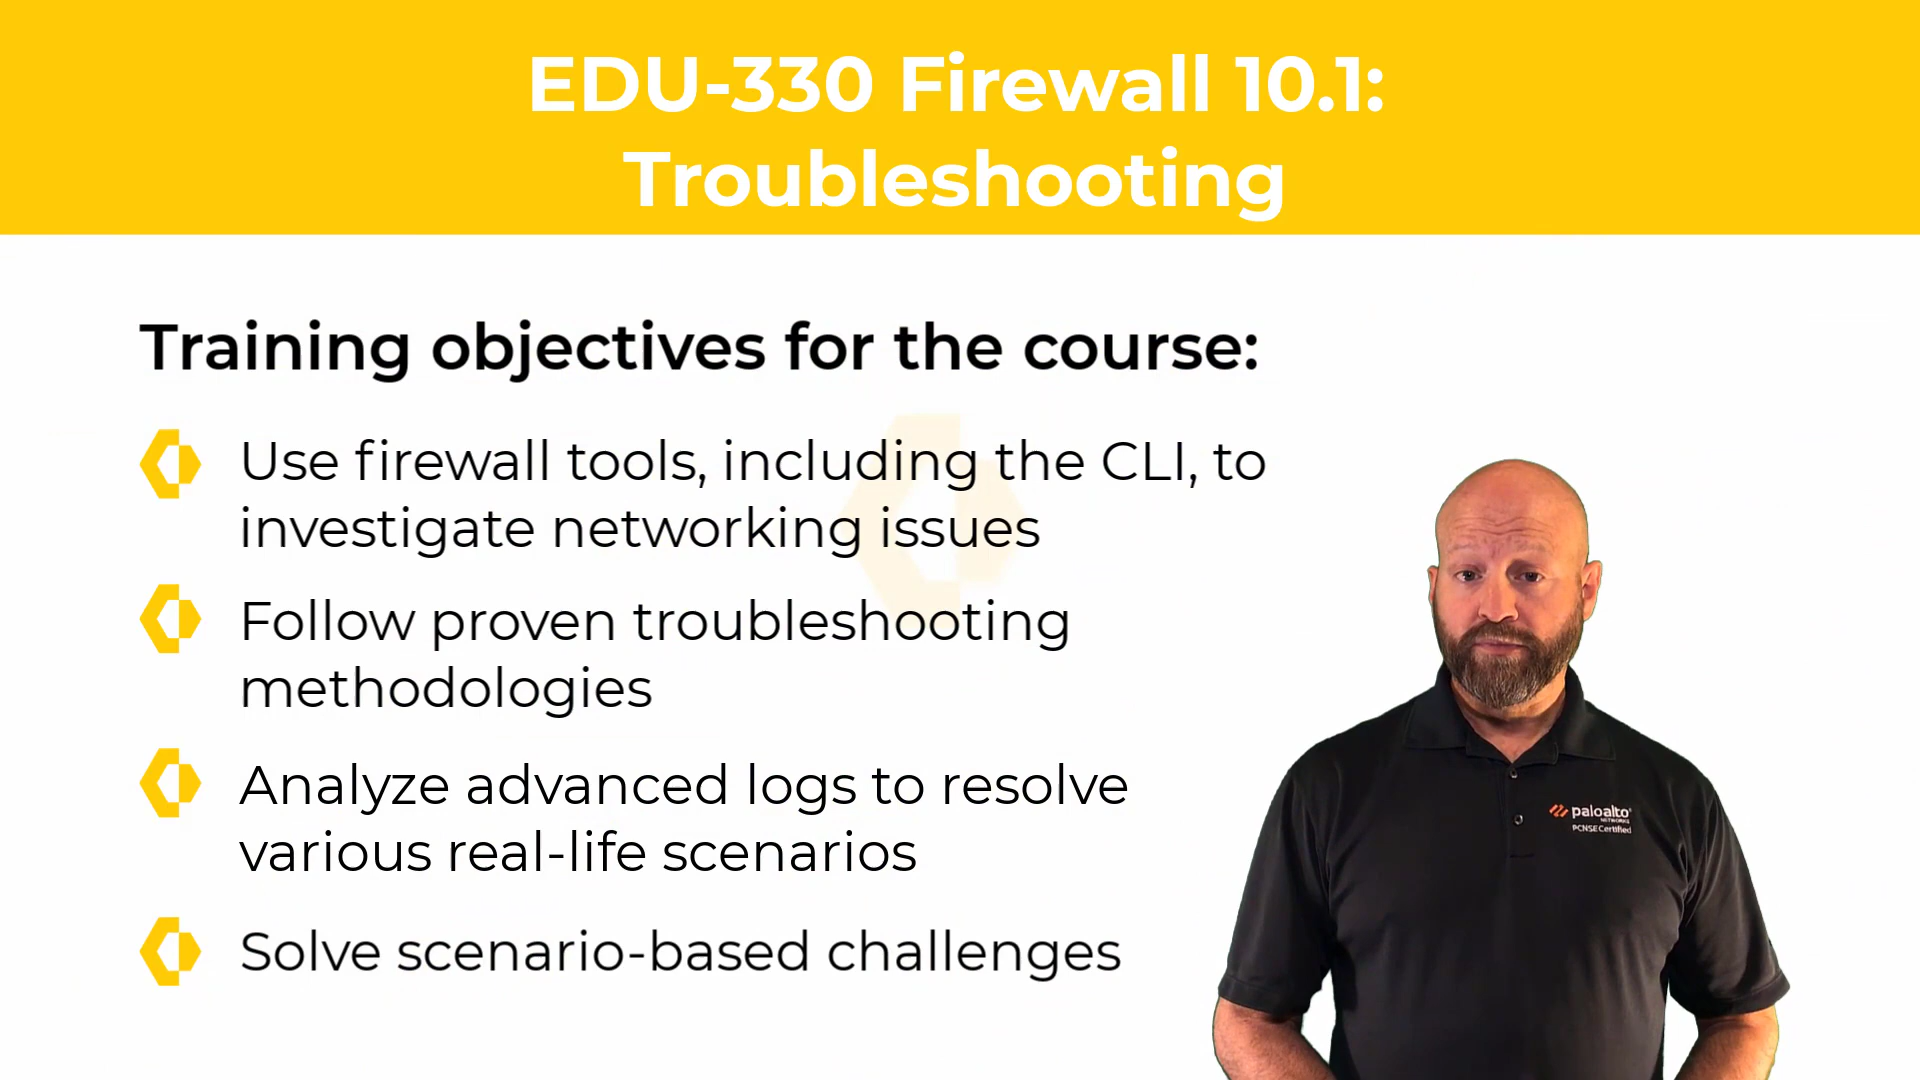 EDU-330 Firewall 10.1:
Troubleshooting
Training objectives for the course:
Use firewall tools, including the CLI, to
investigate networking issues
Follow proven troubleshooting
methodologies
Analyze advanced logs to resolve
various real-life scenarios
Solve scenario-based challenges
paloalto
NETWORKS
PCNSE Certified